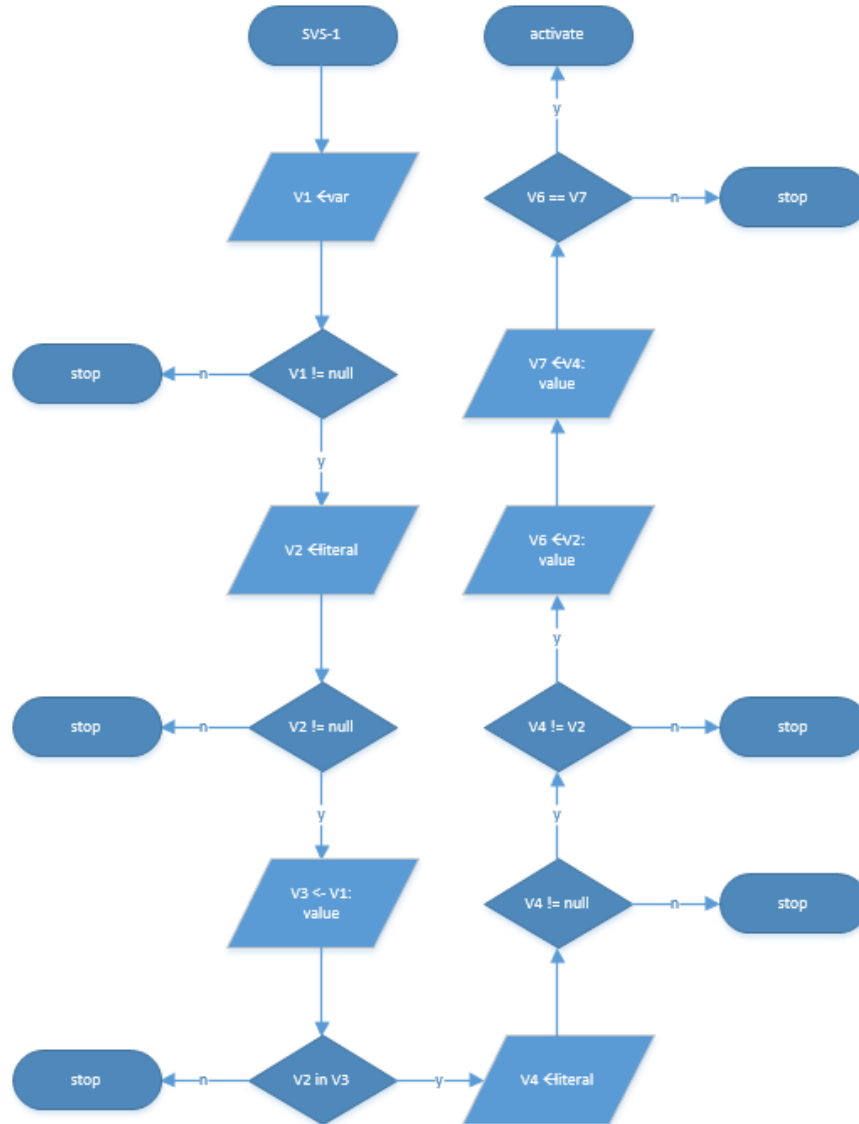 SVS-1
activate
y
V1 ←var
V6 == V7
n
stop
V7 ←V4:
value
stop
n
V1 != null
y
V2 ←literal
V6 ←V2:
value
y
stop
n
V2 != null
V4 != V2
n
stop
y
y
V3 <- V1:
value
V4 != null
n
stop
stop
n
V2 in V3
y
V4 ←literal